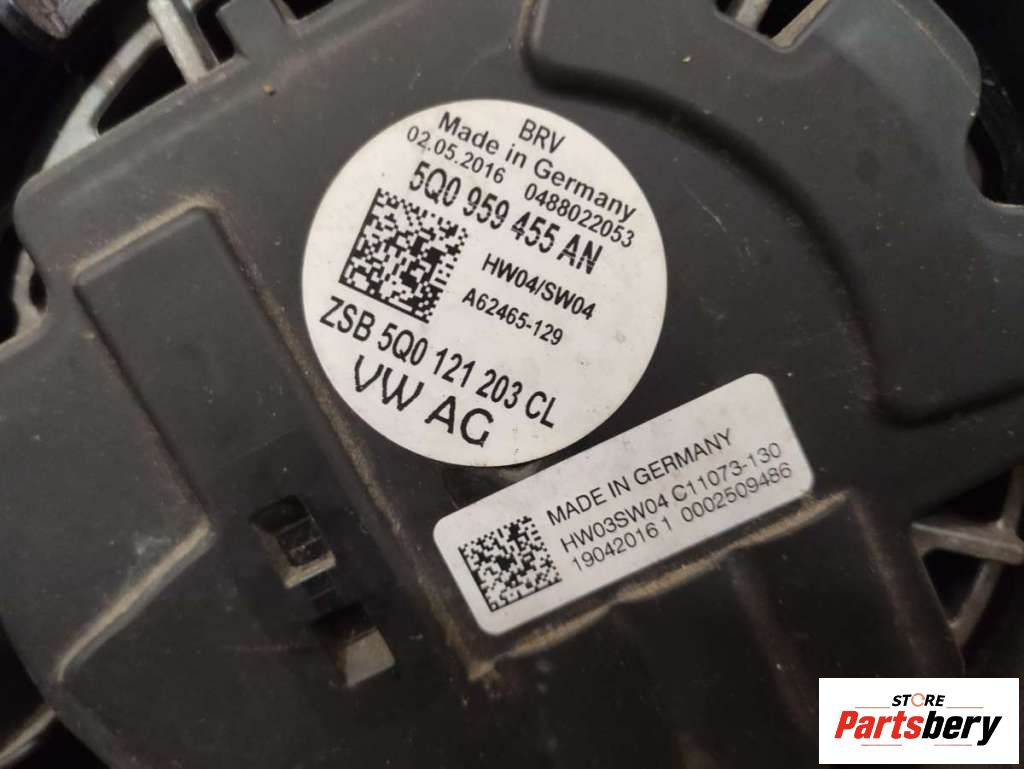 BRV
Made in Germany
02.05.2016 0488022053
5Q0 959 455 AN
HW04/SW04
A62465-129
ZSB 5Q0 121 203 CL
VW AG
MADE IN GERMANY
HW03SW04 C11073-130
19042016 1 0002509486
STORE
Partsbery